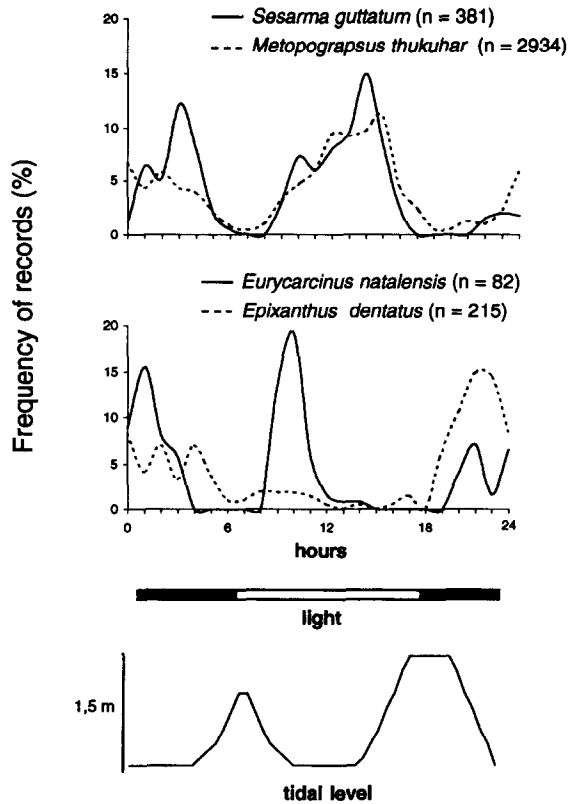 Sesarma guttatum (n = 381)
Metopograpsus thukuhar (n = 2934)
20
15
10
5
0
Frequency of records (%)
Eurycarcinus natalensis (n = 82)
Epixanthus dentatus (n = 215)
20
15
10
5
0
0 6 12 18 24
hours
light
1,5 m
tidal level